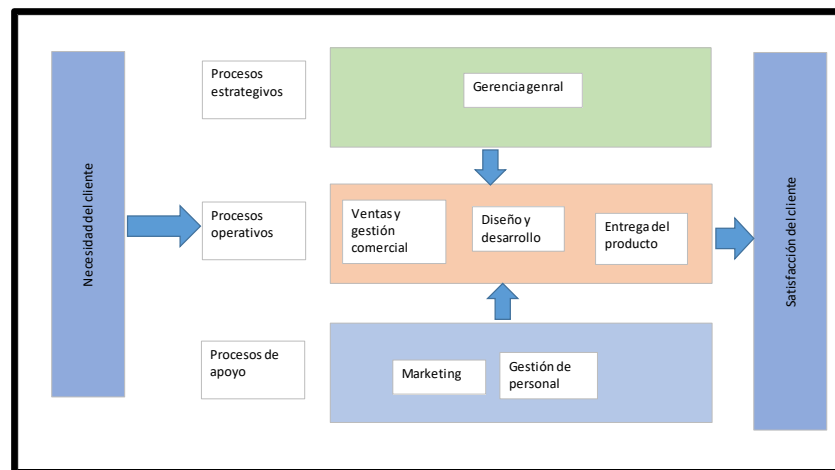 Necesidad del cliente
Procesos
estrategivos
Gerencia genral
Procesos
operativos
Ventas y
gestión
comercial
Diseño y
desarrollo
Entrega del
producto
Procesos de
apoyo
Marketing
Gestión de
personal
Satisfacción del cliente